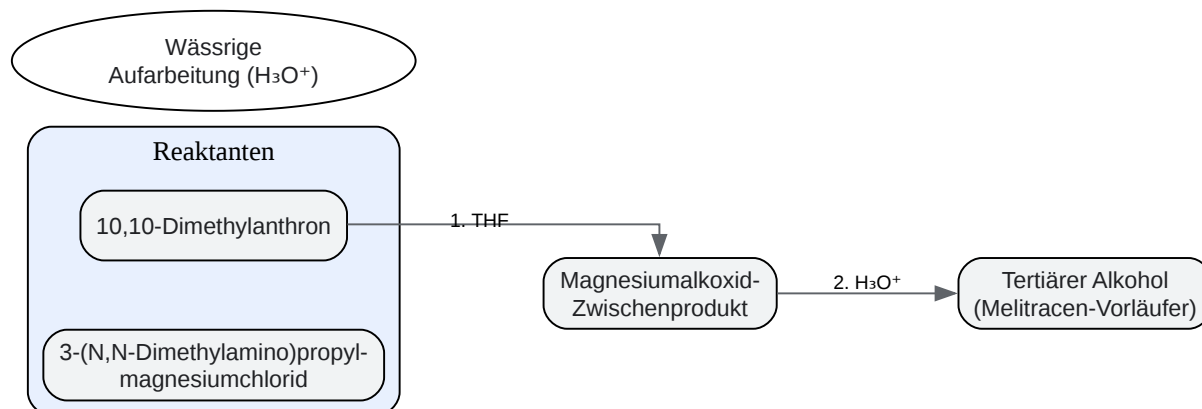 Wässrige
Aufarbeitung (H₃O⁺)
Reaktanten
10,10-Dimethylanthron
1. THF
Magnesiumalkoxid-
Zwischenprodukt
2. H₃O⁺
Tertiärer Alkohol
(Melitracen-Vorläufer)
3-(N,N-Dimethylamino)propyl-
magnesiumchlorid